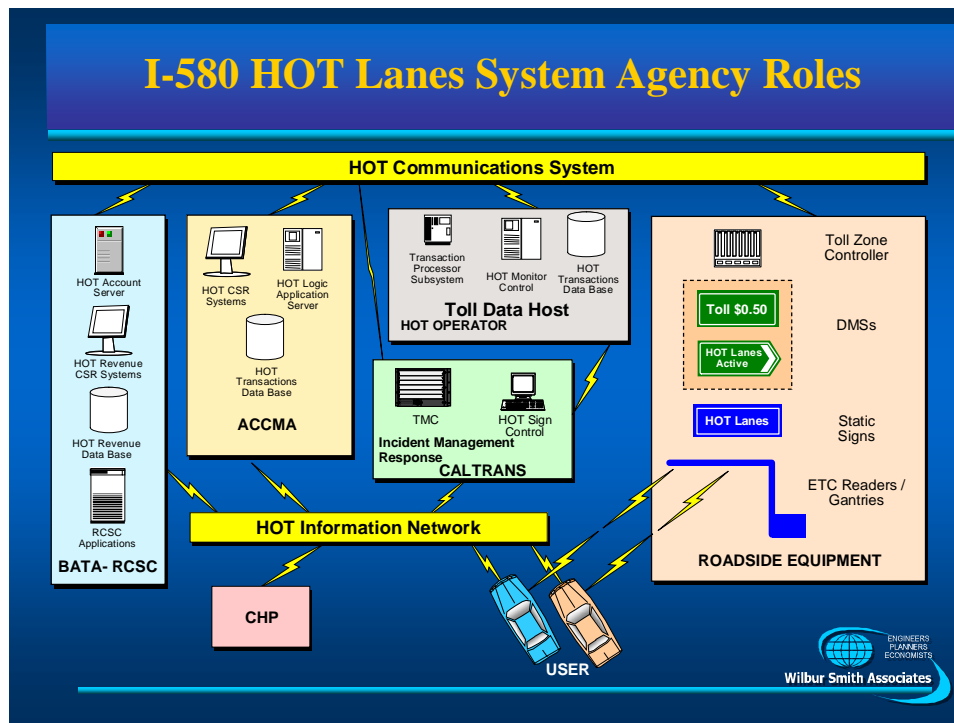 I-580 HOT Lanes System Agency Roles
HOT Communications System
HOT Account
Server
HOT Revenue
CSR Systems
HOT Revenue
Data Base
RCSC
Applications
BATA- RCSC
HOT CSR
Systems
HOT Logic
Application
Server
HOT
Transactions
Data Base
ACCMA
Transaction
Processor
Subsystem
HOT Monitor
Control
HOT
Transactions
Data Base
Toll Data Host
HOT OPERATOR
TMC
HOT Sign
Control
Incident Management
Response
CALTRANS
Toll Zone
Controller
Toll $0.50
DMSs
HOT Lanes
Active
HOT Lanes
Static
Signs
ETC Readers /
Gantries
ROADSIDE EQUIPMENT
HOT Information Network
CHP
USER
ENGINEERS
PLANNERS
ECONOMISTS
Wilbur Smith Associates